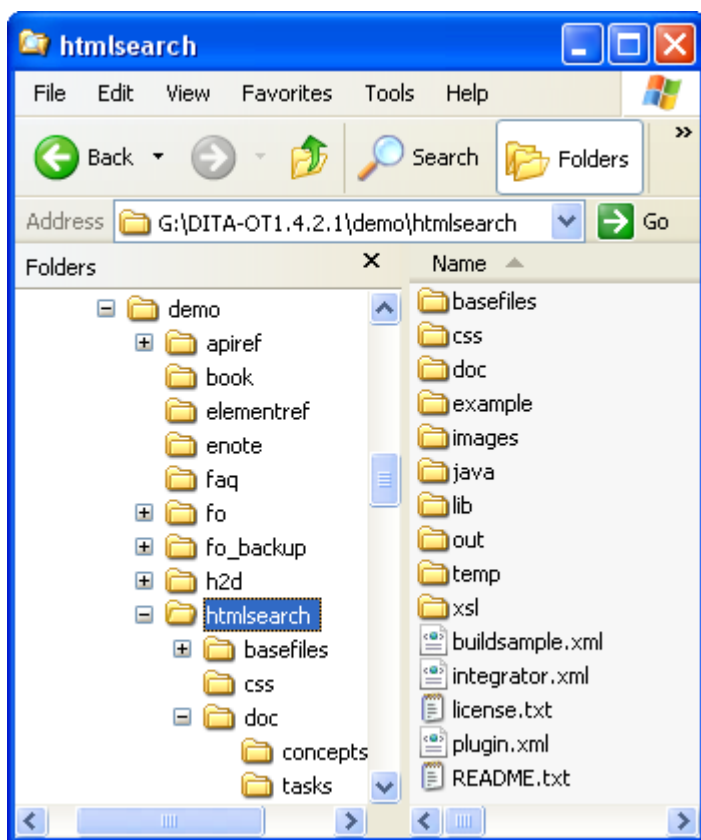 htmlsearch
File Edit View Favorites Tools Help
Back Search Folders »
Address G:\DITA-OT1.4.2.1\demo\htmlsearch Go
Folders
demo
apiref
book
elementref
enote
faq
fo
fo_backup
h2d
htmlsearch
basefiles
css
doc
concepts
tasks
Name
basefiles
css
doc
example
images
java
lib
out
temp
xsl
buildsample.xml
integrator.xml
license.txt
plugin.xml
README.txt